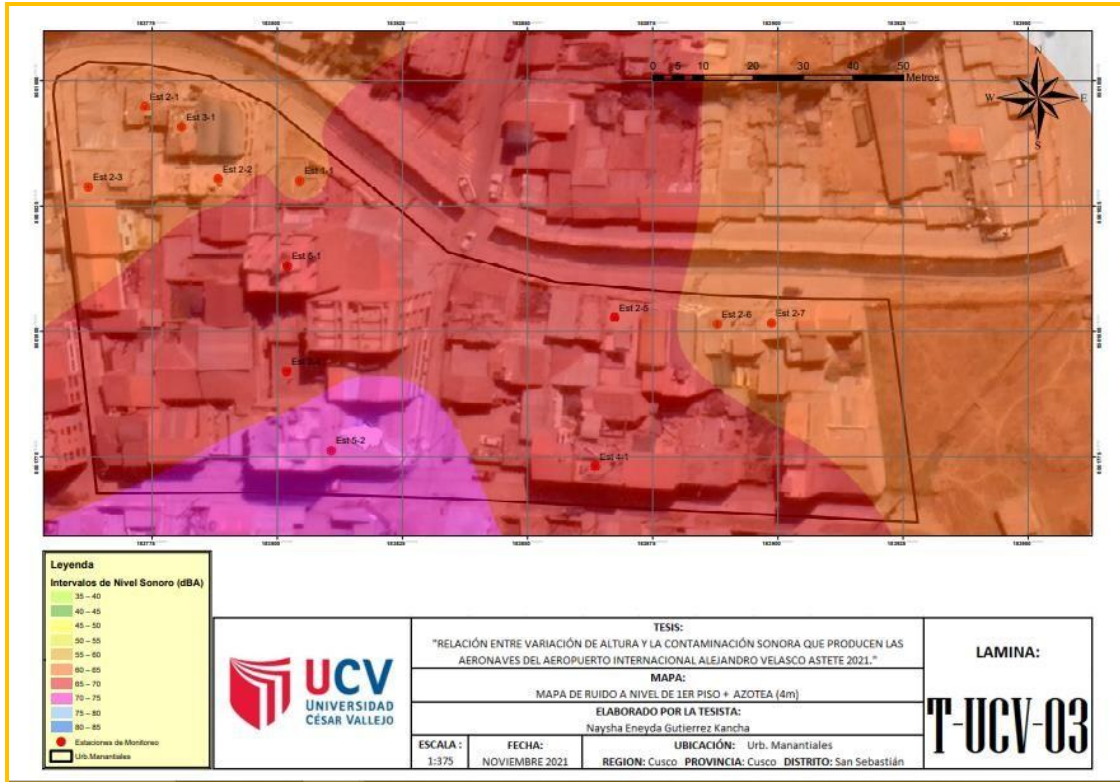 0 5 10 20 30 40 50
Metros
N
W E
S
Est 2-1
Est 3-1
Est 2-3
Est 2-2
Est 1-1
Est 5-1
Est 2-5
Est 2-6
Est 2-7
Est 5-2
Est 4-1
Leyenda
Intervalos de Nivel Sonoro (dBA)
35 – 40
40 – 45
45 – 50
50 – 55
55 – 60
60 – 65
65 – 70
70 – 75
75 – 80
80 – 85
Estaciones de Monitoreo
Urb.Manantiales
UCV
UNIVERSIDAD
CÉSAR VALLEJO
TESIS:
"RELACIÓN ENTRE VARIACIÓN DE ALTURA Y LA CONTAMINACIÓN SONORA QUE PRODUCEN LAS
AERONAVES DEL AEROPUERTO INTERNACIONAL ALEJANDRO VELASCO ASTETE 2021."
MAPA:
MAPA DE RUIDO A NIVEL DE 1ER PISO + AZOTEA (4m)
ELABORADO POR LA TESISTA:
Naysha Eneyda Gutierrez Kancha
ESCALA :
1:375
FECHA:
NOVIEMBRE 2021
UBICACIÓN: Urb. Manantiales
REGION: Cusco PROVINCIA: Cusco DISTRITO: San Sebastián
LAMINA:
T-UCV-03